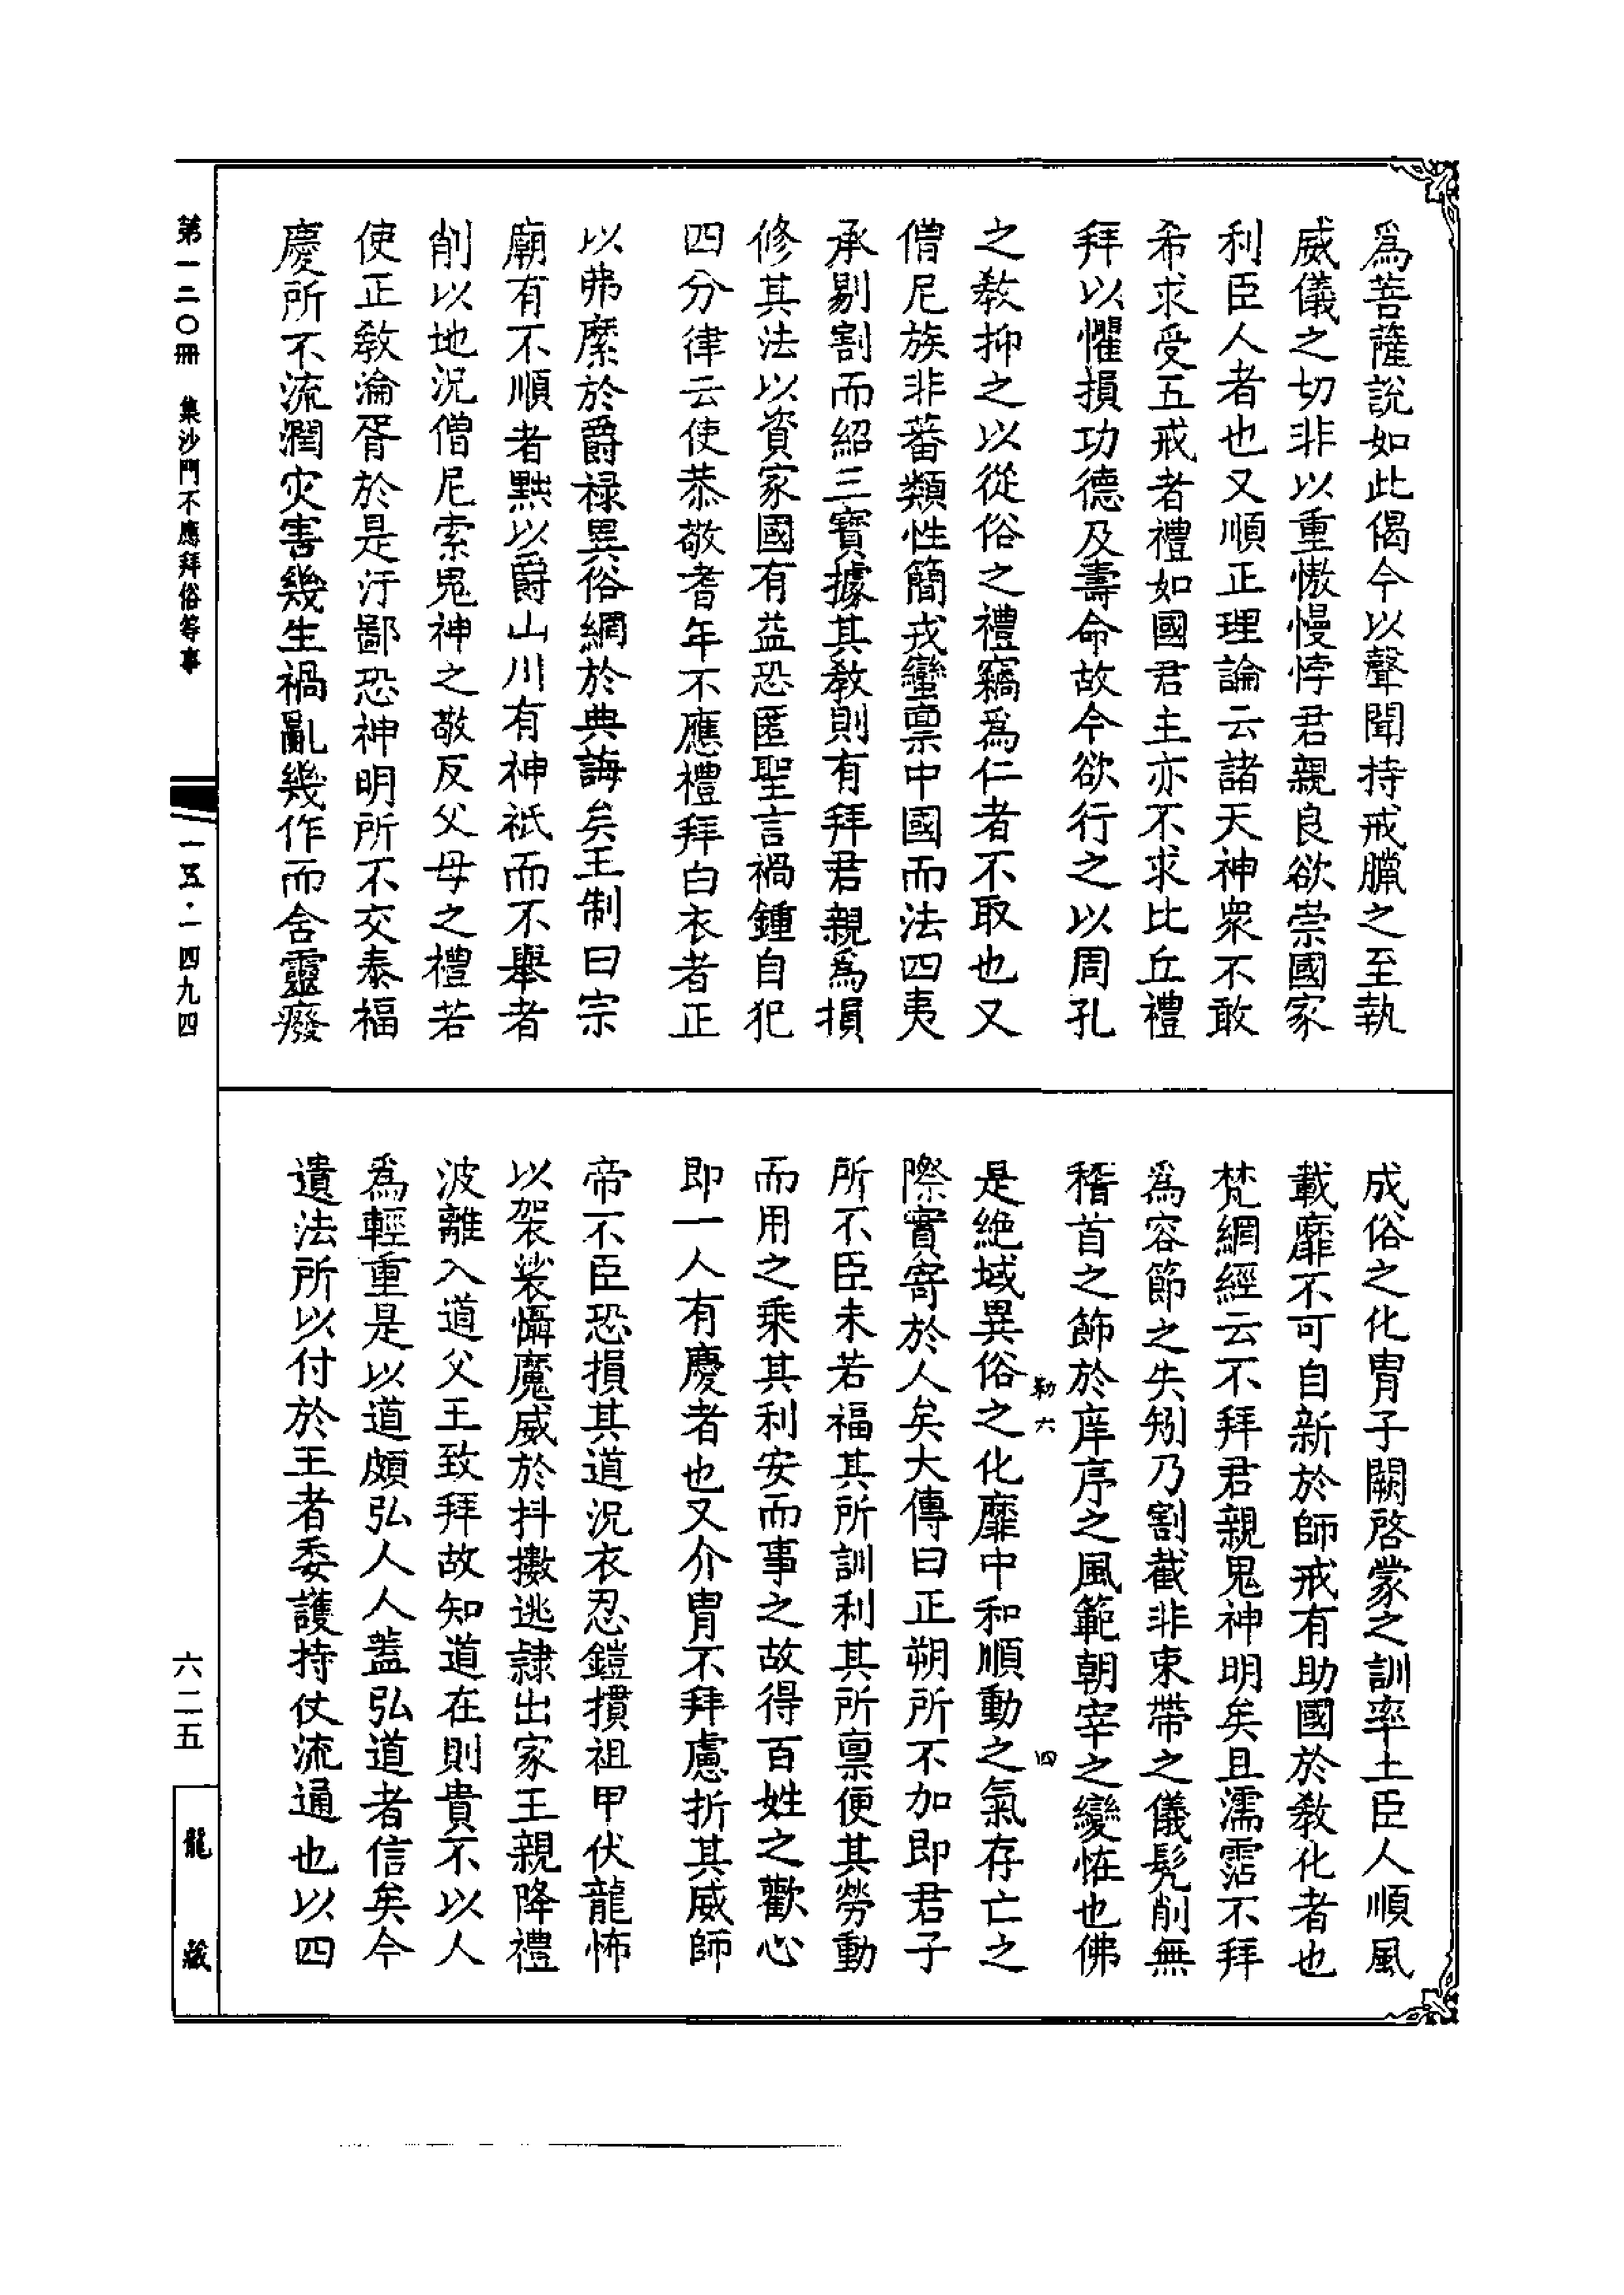 爲菩薩說如此偈今以聲聞持戒臘之至執
威儀之切非以重慠慢悖君親良欲崇國家
利臣人者也又順正理論云諸天神衆不敢
希求受五戒者禮如國君主亦不求比丘禮
拜以懼損功德及壽命故今欲行之以周孔
之敎抑之以從俗之禮竊爲仁者不取也又
僧尼族非蕃類性簡戎蠻禀中國而法四夷
承剔割而紹三寶據其敎則有拜君親爲損
修其法以資家國有益恐匿聖言禍鍾自犯
四分律云使恭敬耆年不應禮拜白衣者正
以弗縻於爵祿異俗網於典誨矣王制曰宗
廟有不順者黜以爵山川有神祇而不舉者
削以地況僧尼索鬼神之敬反父母之禮若
使正敎淪胥於是汙鄙恐神明所不交泰福
慶所不流潤灾害幾生禍亂幾作而含靈癈
成俗之化冑子闕啓蒙之訓率土臣人順風
載靡不可自新於師戒有助國於敎化者也
梵網經云不拜君親鬼神明矣且濡霑不拜
爲容節之失矧乃割截非束帶之儀髡削無
稽首之飾於庠序之風範朝宰之變恠也佛
是絶域異俗之化靡中和順動之氣存亡之
際實寄於人矣大傳曰正朔所不加即君子
所不臣未若福其所訓利其所禀便其勞動
而用之乘其利安而事之故得百姓之歡心
即一人有慶者也又介冑不拜慮折其威師
帝不臣恐損其道況衣忍鎧摜祖甲伏龍怖
以袈裟懾魔威於抖擻逃隷出家王親降禮
波離入道父王致拜故知道在則貴不以人
爲輕重是以道頗弘人人蓋弘道者信矣今
遺法所以付於王者委護持仗流通也以四
勒六
四
第一二〇冊 集沙門不應拜俗等事
一五·一四九四
六二五
龍藏